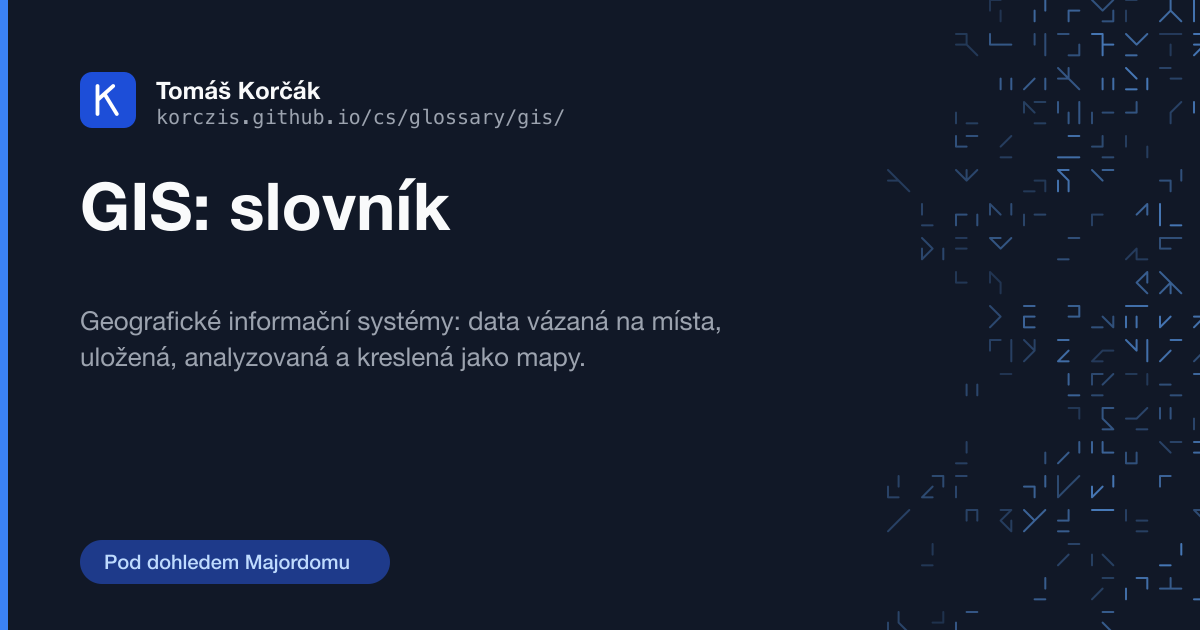 Tomáš Korčák
korczis.github.io/cs/glossary/gis/
GIS: slovník
Geografické informační systémy: data vázaná na místa,
uložená, analyzovaná a kreslená jako mapy.
Pod dohledem Majordomu